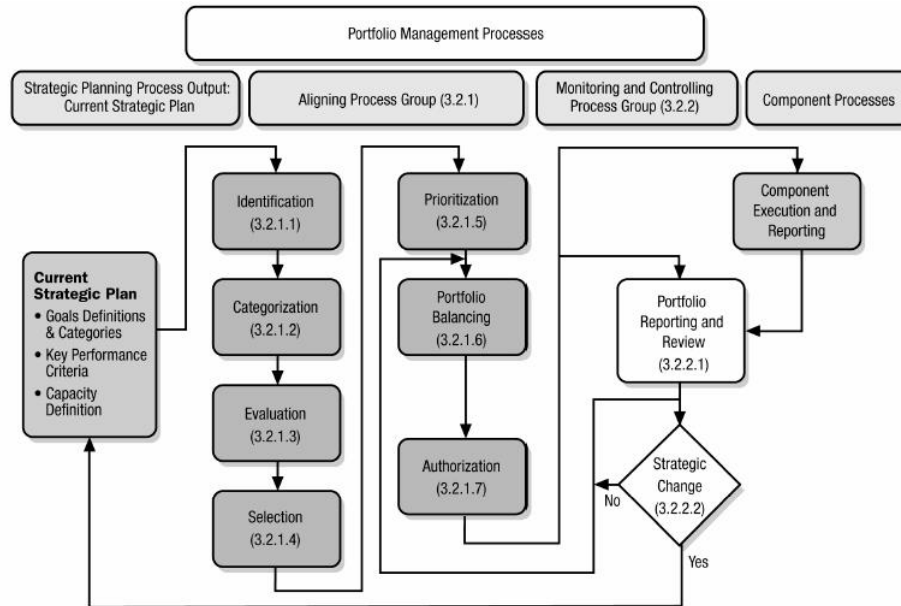 Portfolio Management Processes
Strategic Planning Process Output:
Current Strategic Plan
Aligning Process Group (3.2.1)
Monitoring and Controlling
Process Group (3.2.2)
Component Processes
Identification
(3.2.1.1)
Prioritization
(3.2.1.5)
Component
Execution and
Reporting
Current
Strategic Plan
• Goals Definitions
& Categories
• Key Performance
Criteria
• Capacity
Definition
Categorization
(3.2.1.2)
Portfolio
Balancing
(3.2.1.6)
Portfolio
Reporting and
Review
(3.2.2.1)
Evaluation
(3.2.1.3)
Authorization
(3.2.1.7)
Strategic
Change
(3.2.2.2)
No
Selection
(3.2.1.4)
Yes